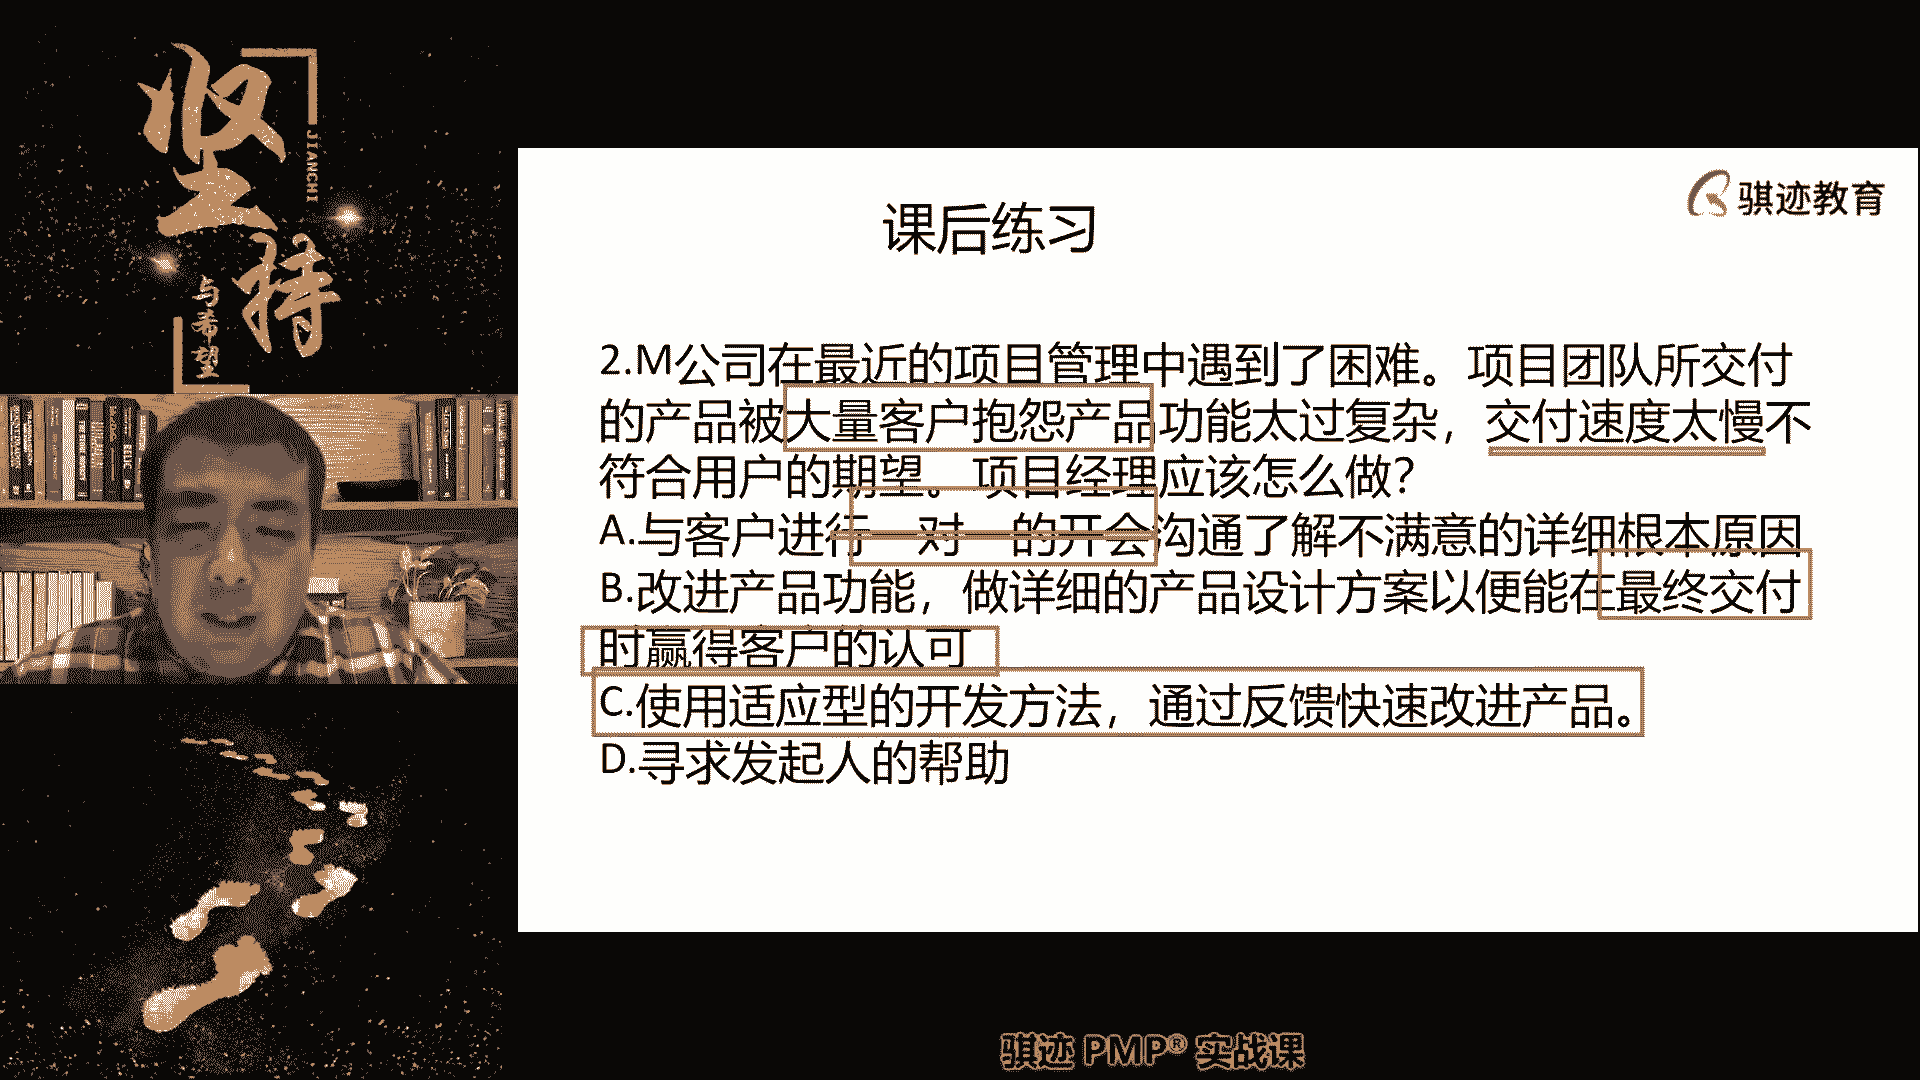 坚
持
JIANCHI
与希望
骐迹教育
课后练习
2.M公司在最近的项目管理中遇到了困难。项目团队所交付
的产品被大量客户抱怨产品功能太过复杂，交付速度太慢不
符合用户的期望。项目经理应该怎么做？
A.与客户进行一对一的开会沟通了解不满意的详细根本原因
B.改进产品功能，做详细的产品设计方案以便能在最终交付
时赢得客户的认可
C.使用适应型的开发方法，通过反馈快速改进产品。
D.寻求发起人的帮助
骐迹 PMP® 实战课